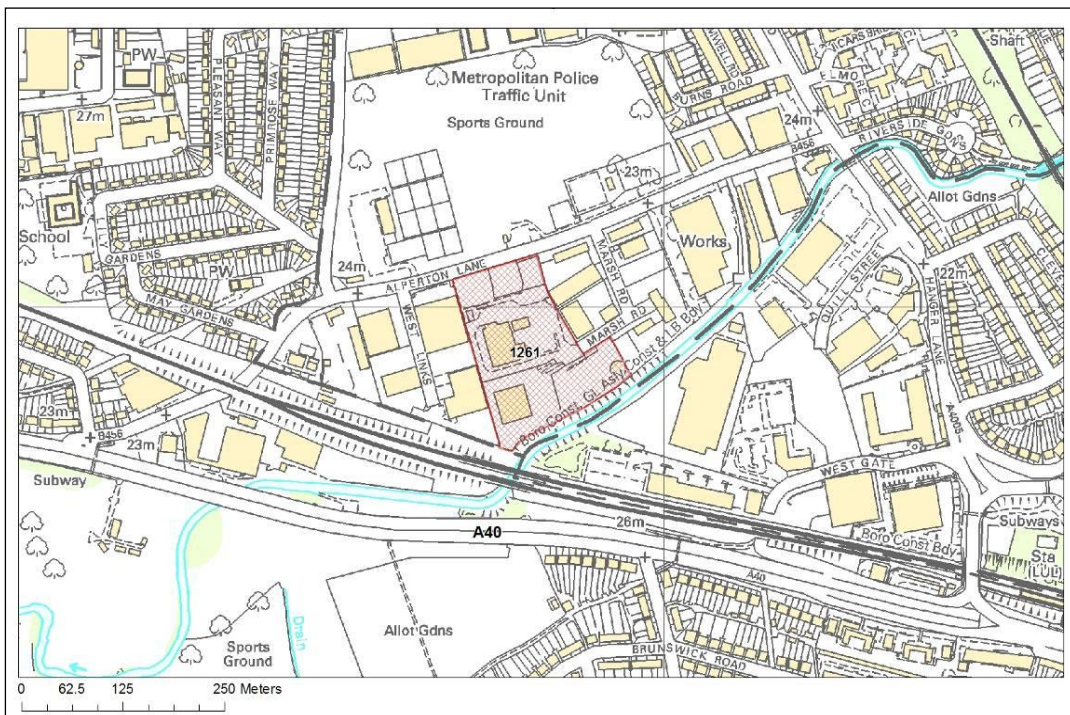 PW
PLEASANT WAY
PRIMROSE WAY
27m
Metropolitan Police
Traffic Unit
Sports Ground
BURNS ROAD
Shaft
24m
RIVERSIDE GDNS
B456
Allot Gdns
23m
School
LILY GARDENS
PW
24m
MAY GARDENS
ALPERTON LANE
WEST LINKS
MARSH RD
Works
MARSH RD
1261
Boro Const, GL Asly Const & LB Bdy
QUILL STREET
22m
HANGER LANE
A4005
23m
B456
23m
Subway
WEST GATE
A40
26m
Boro Const Bdy
Subways
Sta
LUL
A40
Drain
Allot Gdns
Sports
Ground
BRUNSWICK ROAD
0 62.5 125 250 Meters